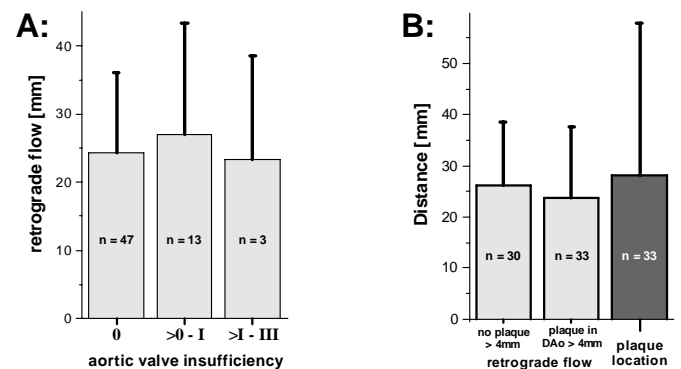 A:
retrograde flow [mm]
40
30
20
10
0
n = 47
n = 13
n = 3
0
>0 - I
>I - III
aortic valve insufficiency
B:
Distance [mm]
50
40
30
20
10
0
n = 30
n = 33
n = 33
no plaque
> 4mm
plaque in
DAo > 4mm
retrograde flow
plaque
location